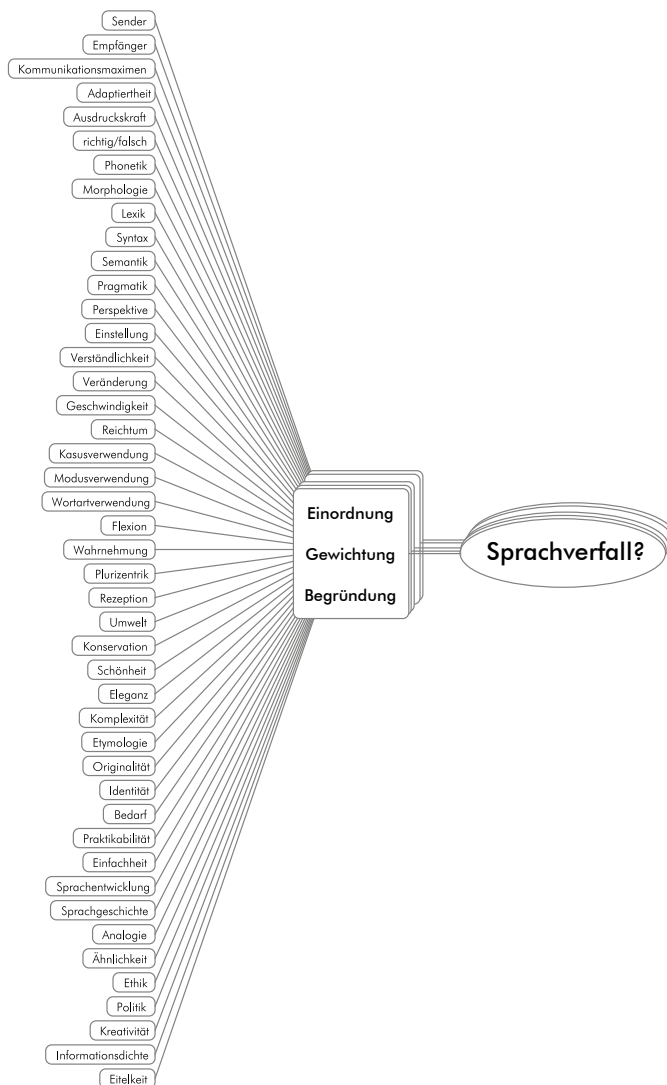 Sender
Empfänger
Kommunikationsmaximen
Adaptiertheit
Ausdruckskraft
richtig/falsch
Phonetik
Morphologie
Lexik
Syntax
Semantik
Pragmatik
Perspektive
Einstellung
Verständlichkeit
Veränderung
Geschwindigkeit
Reichtum
Kasusverwendung
Modusverwendung
Wortartverwendung
Flexion
Wahrnehmung
Plurizentrik
Rezeption
Umwelt
Konservation
Schönheit
Eleganz
Komplexität
Etymologie
Originalität
Identität
Bedarf
Praktikabilität
Einfachheit
Sprachentwicklung
Sprachgeschichte
Analogie
Ähnlichkeit
Ethik
Politik
Kreativität
Informationsdichte
Eitelkeit
Einordnung
Gewichtung
Begründung
Sprachverfall?